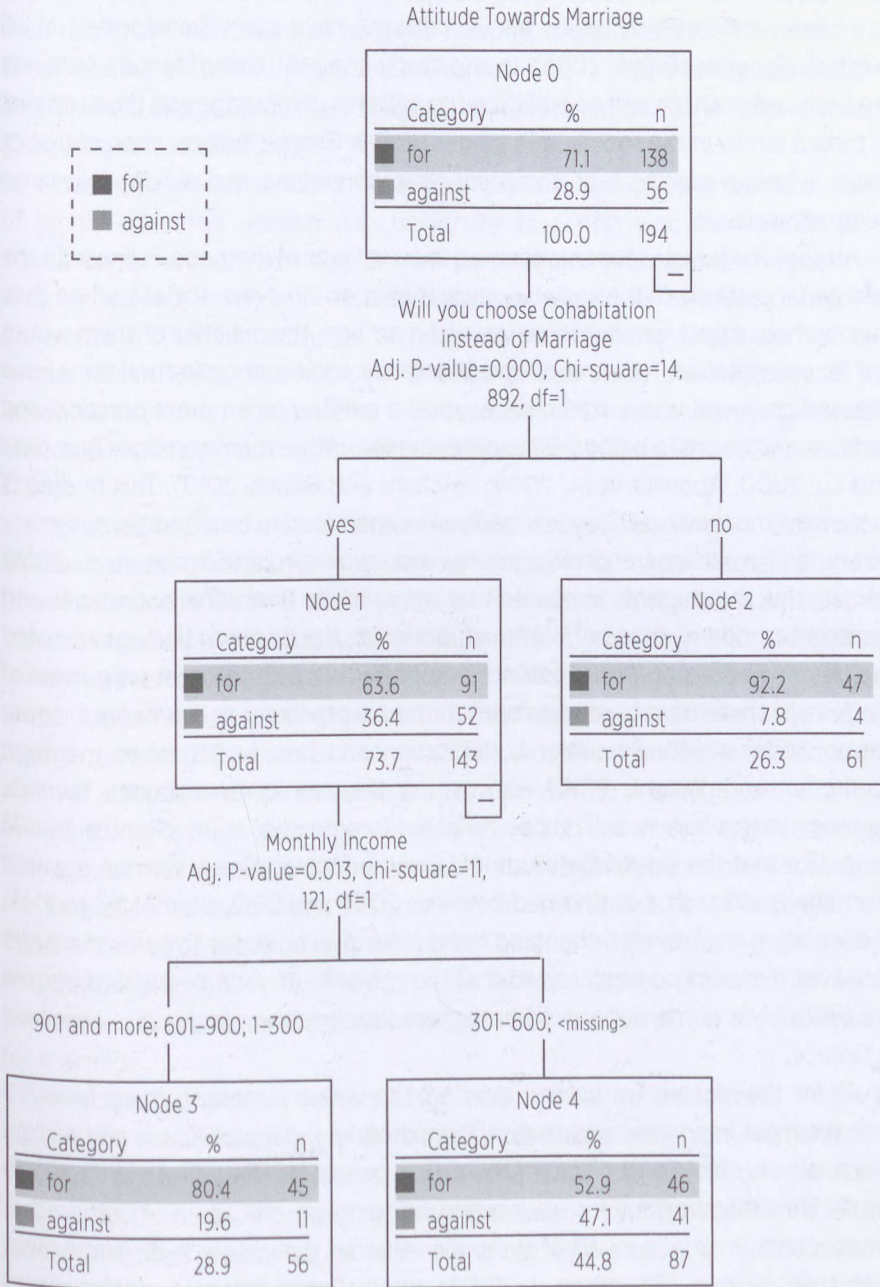 Attitude Towards Marriage
Node 0
Category % n
for 71.1 138
against 28.9 56
Total 100.0 194
for
against
Will you choose Cohabitation
instead of Marriage
Adj. P-value=0.000, Chi-square=14,
892, df=1
yes
no
Node 1
Category % n
for 63.6 91
against 36.4 52
Total 73.7 143
Node 2
Category % n
for 92.2 47
against 7.8 4
Total 26.3 61
Monthly Income
Adj. P-value=0.013, Chi-square=11,
121, df=1
901 and more; 601–900; 1–300
301–600; <missing>
Node 3
Category % n
for 80.4 45
against 19.6 11
Total 28.9 56
Node 4
Category % n
for 52.9 46
against 47.1 41
Total 44.8 87